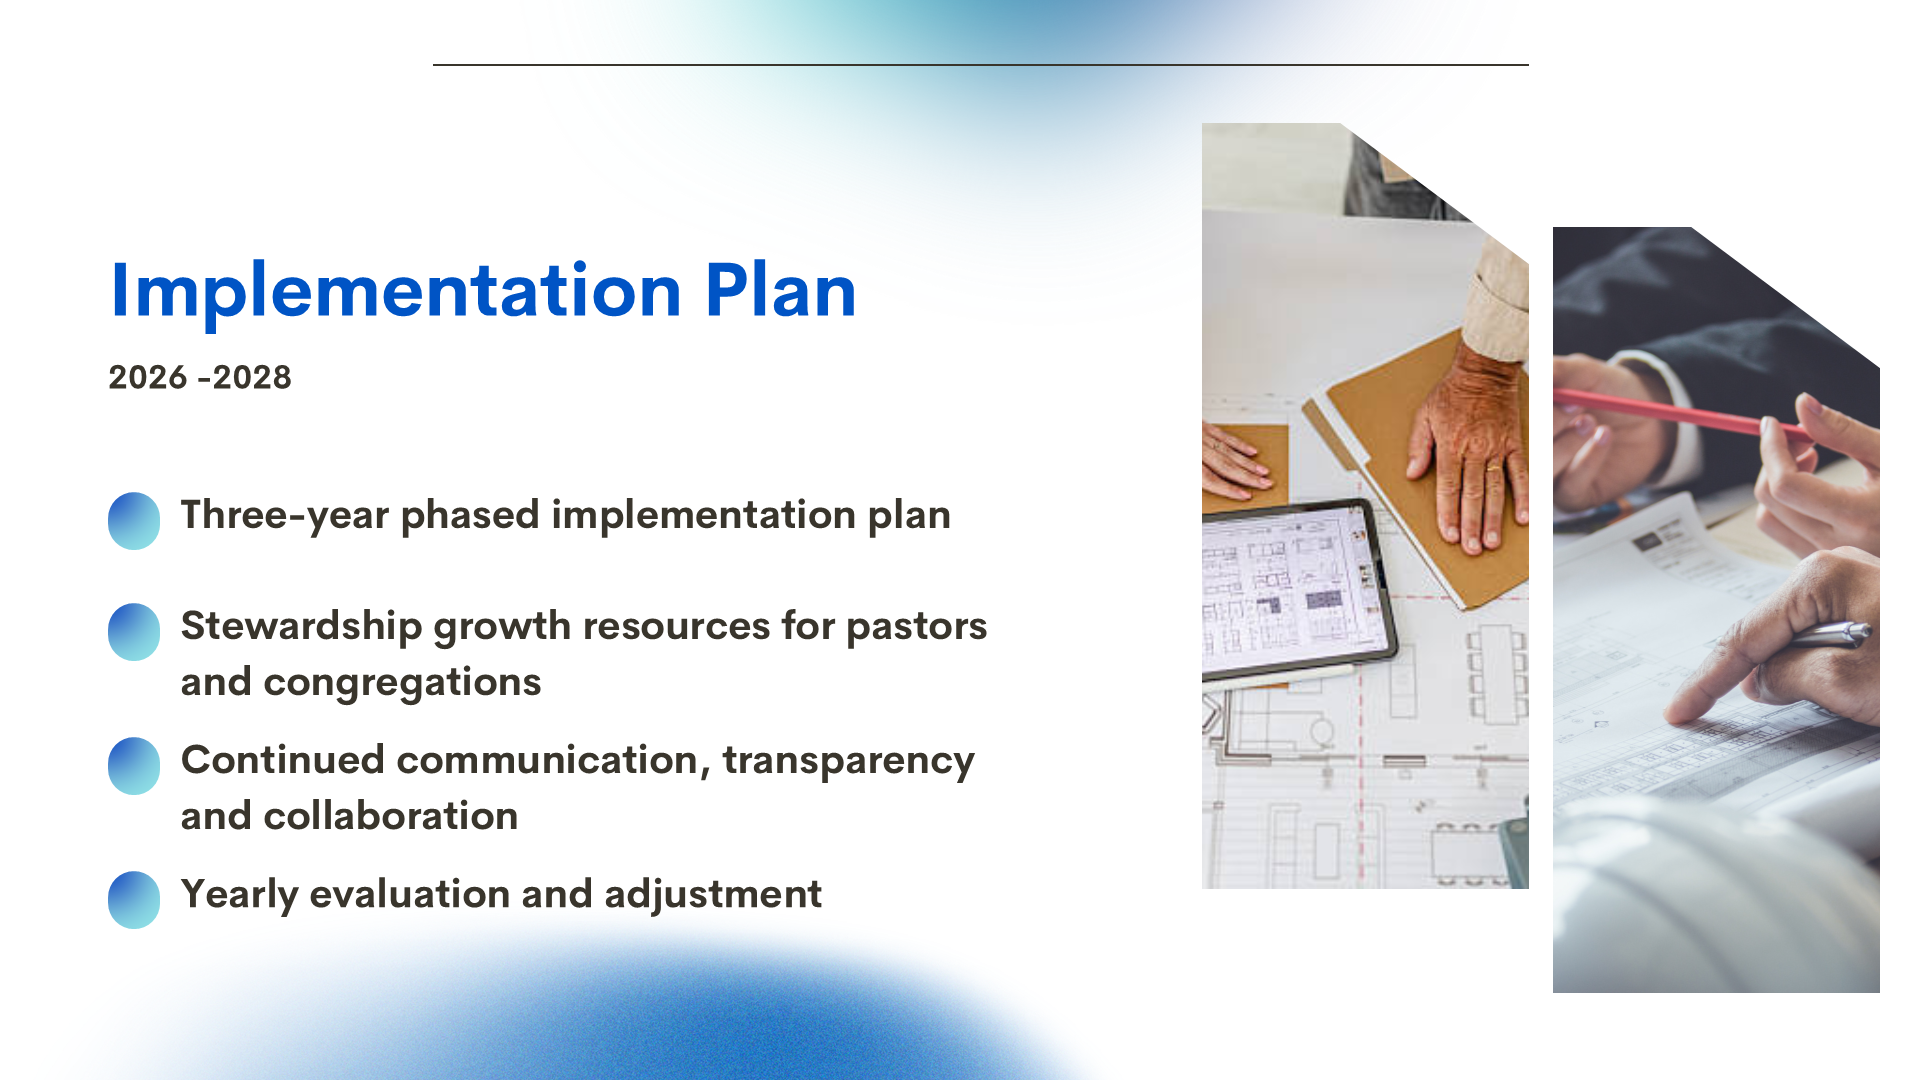 Implementation Plan
2026 -2028
Three-year phased implementation plan
Stewardship growth resources for pastors
and congregations
Continued communication, transparency
and collaboration
Yearly evaluation and adjustment